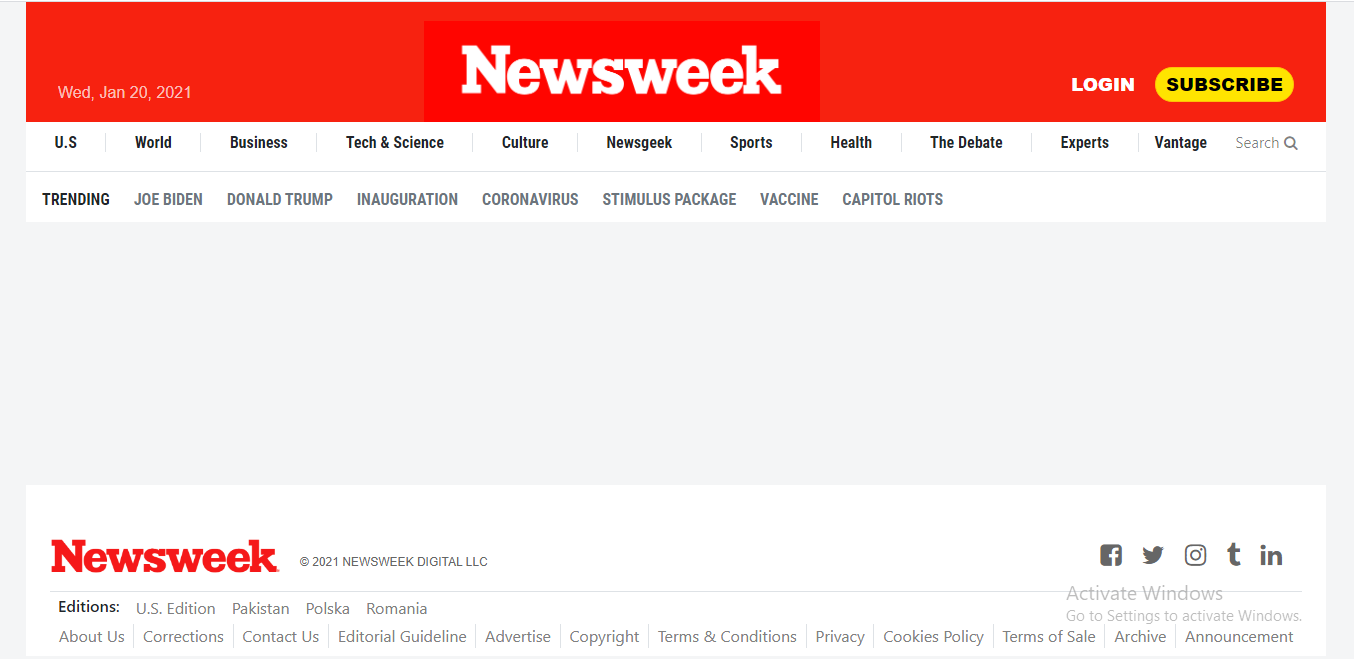 Newsweek
Wed, Jan 20, 2021
LOGIN SUBSCRIBE
U.S World Business Tech & Science Culture Newsgeek Sports Health The Debate Experts Vantage Search
TRENDING JOE BIDEN DONALD TRUMP INAUGURATION CORONAVIRUS STIMULUS PACKAGE VACCINE CAPITOL RIOTS
Newsweek © 2021 NEWSWEEK DIGITAL LLC
Activate Windows
Editions: U.S. Edition Pakistan Polska Romania
Go to Settings to activate Windows.
About Us Corrections Contact Us Editorial Guideline Advertise Copyright Terms & Conditions Privacy Cookies Policy Terms of Sale Archive Announcement